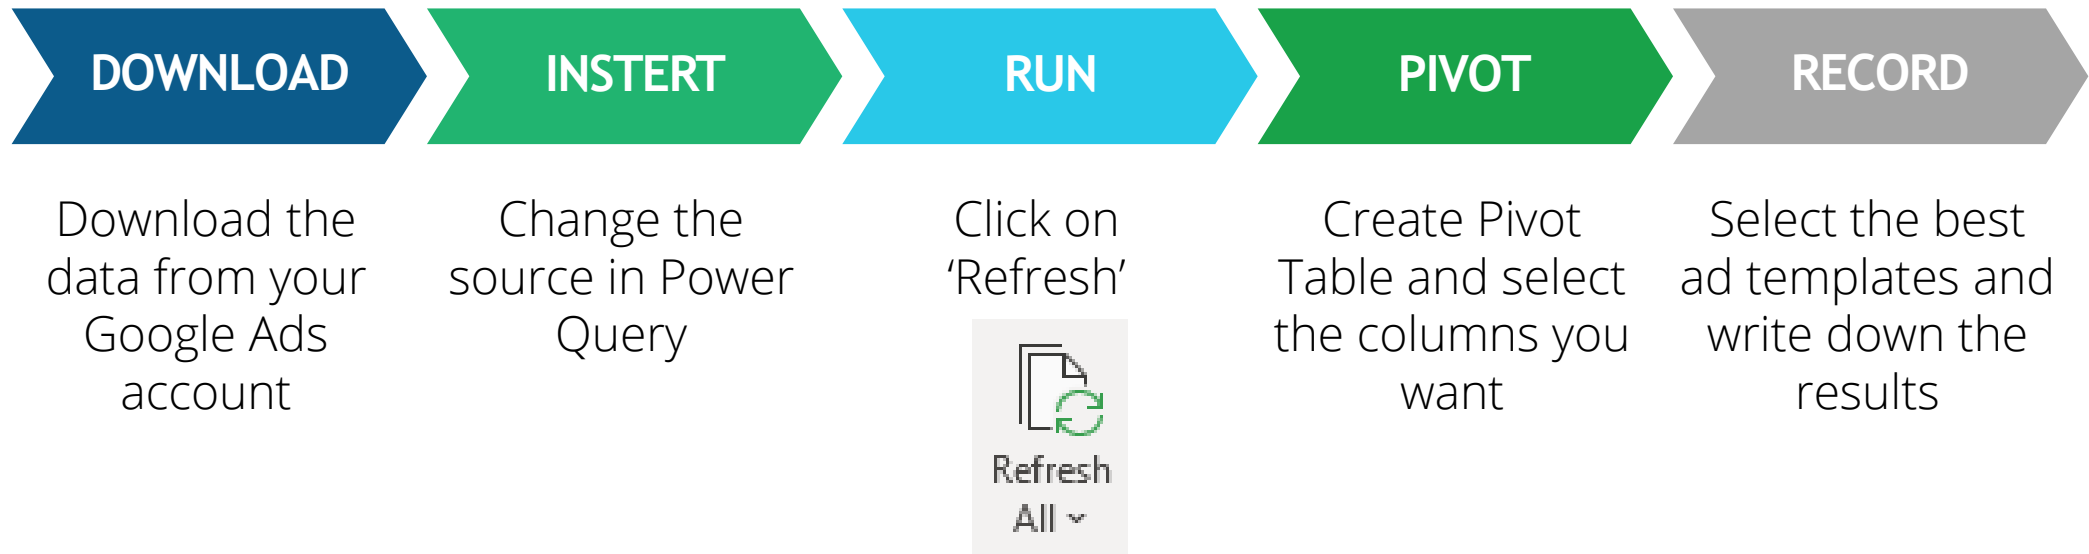 DOWNLOAD
INSTERT
RUN
PIVOT
RECORD
Download the
data from your
Google Ads
account
Change the
source in Power
Query
Click on
‘Refresh’
Refresh
All
Create Pivot
Table and select
the columns you
want
Select the best
ad templates and
write down the
results